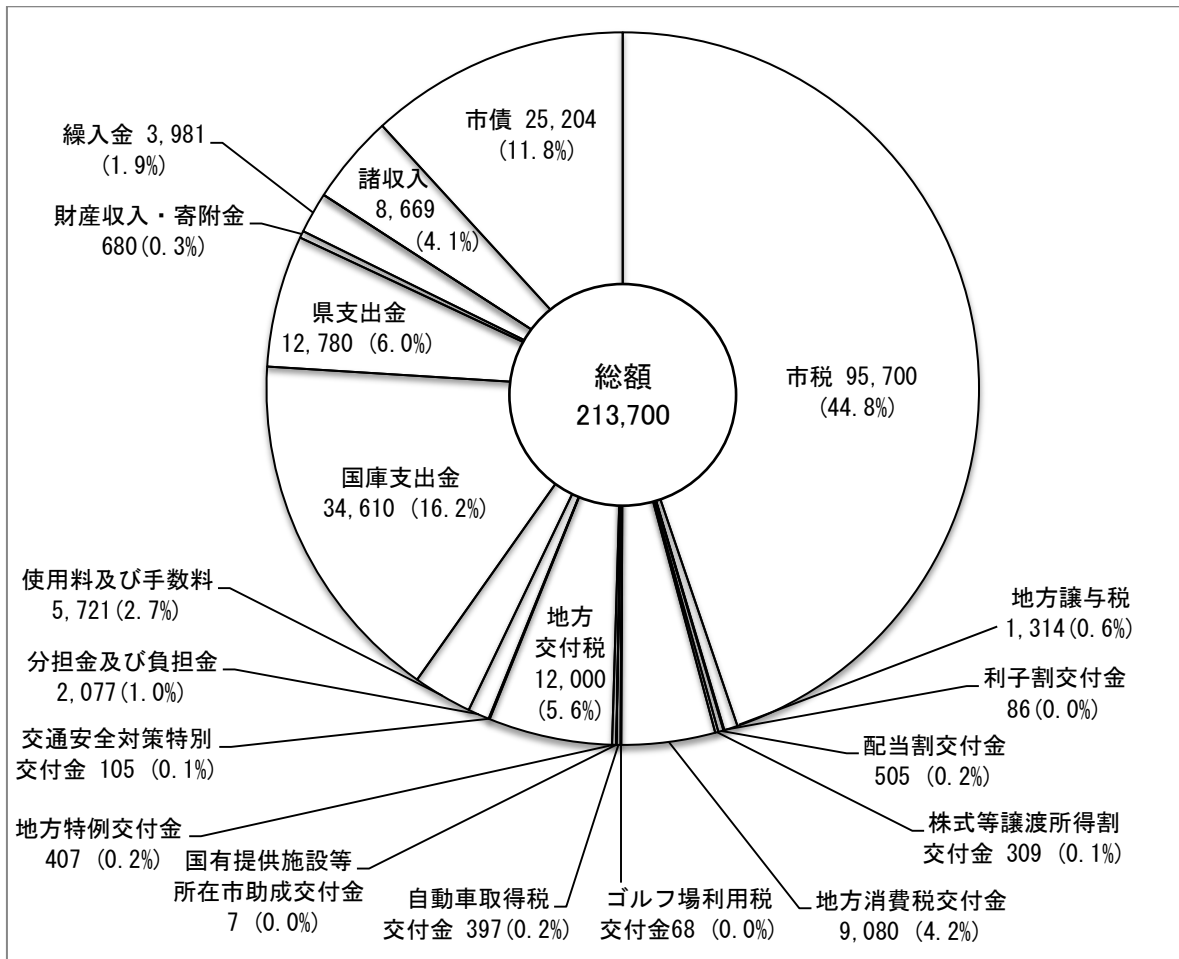 総額
213,700
市税 95,700
(44.8%)
地方譲与税
1,314(0.6%)
利子割交付金
86(0.0%)
配当割交付金
505 (0.2%)
株式等譲渡所得割
交付金 309 (0.1%)
地方消費税交付金
9,080 (4.2%)
ゴルフ場利用税
交付金68 (0.0%)
自動車取得税
交付金 397(0.2%)
国有提供施設等
所在市助成交付金
7 (0.0%)
地方特例交付金
407 (0.2%)
地方
交付税
12,000
(5.6%)
交通安全対策特別
交付金 105 (0.1%)
分担金及び負担金
2,077(1.0%)
使用料及び手数料
5,721(2.7%)
国庫支出金
34,610 (16.2%)
県支出金
12,780 (6.0%)
財産収入・寄附金
680(0.3%)
繰入金 3,981
(1.9%)
諸収入
8,669
(4.1%)
市債 25,204
(11.8%)